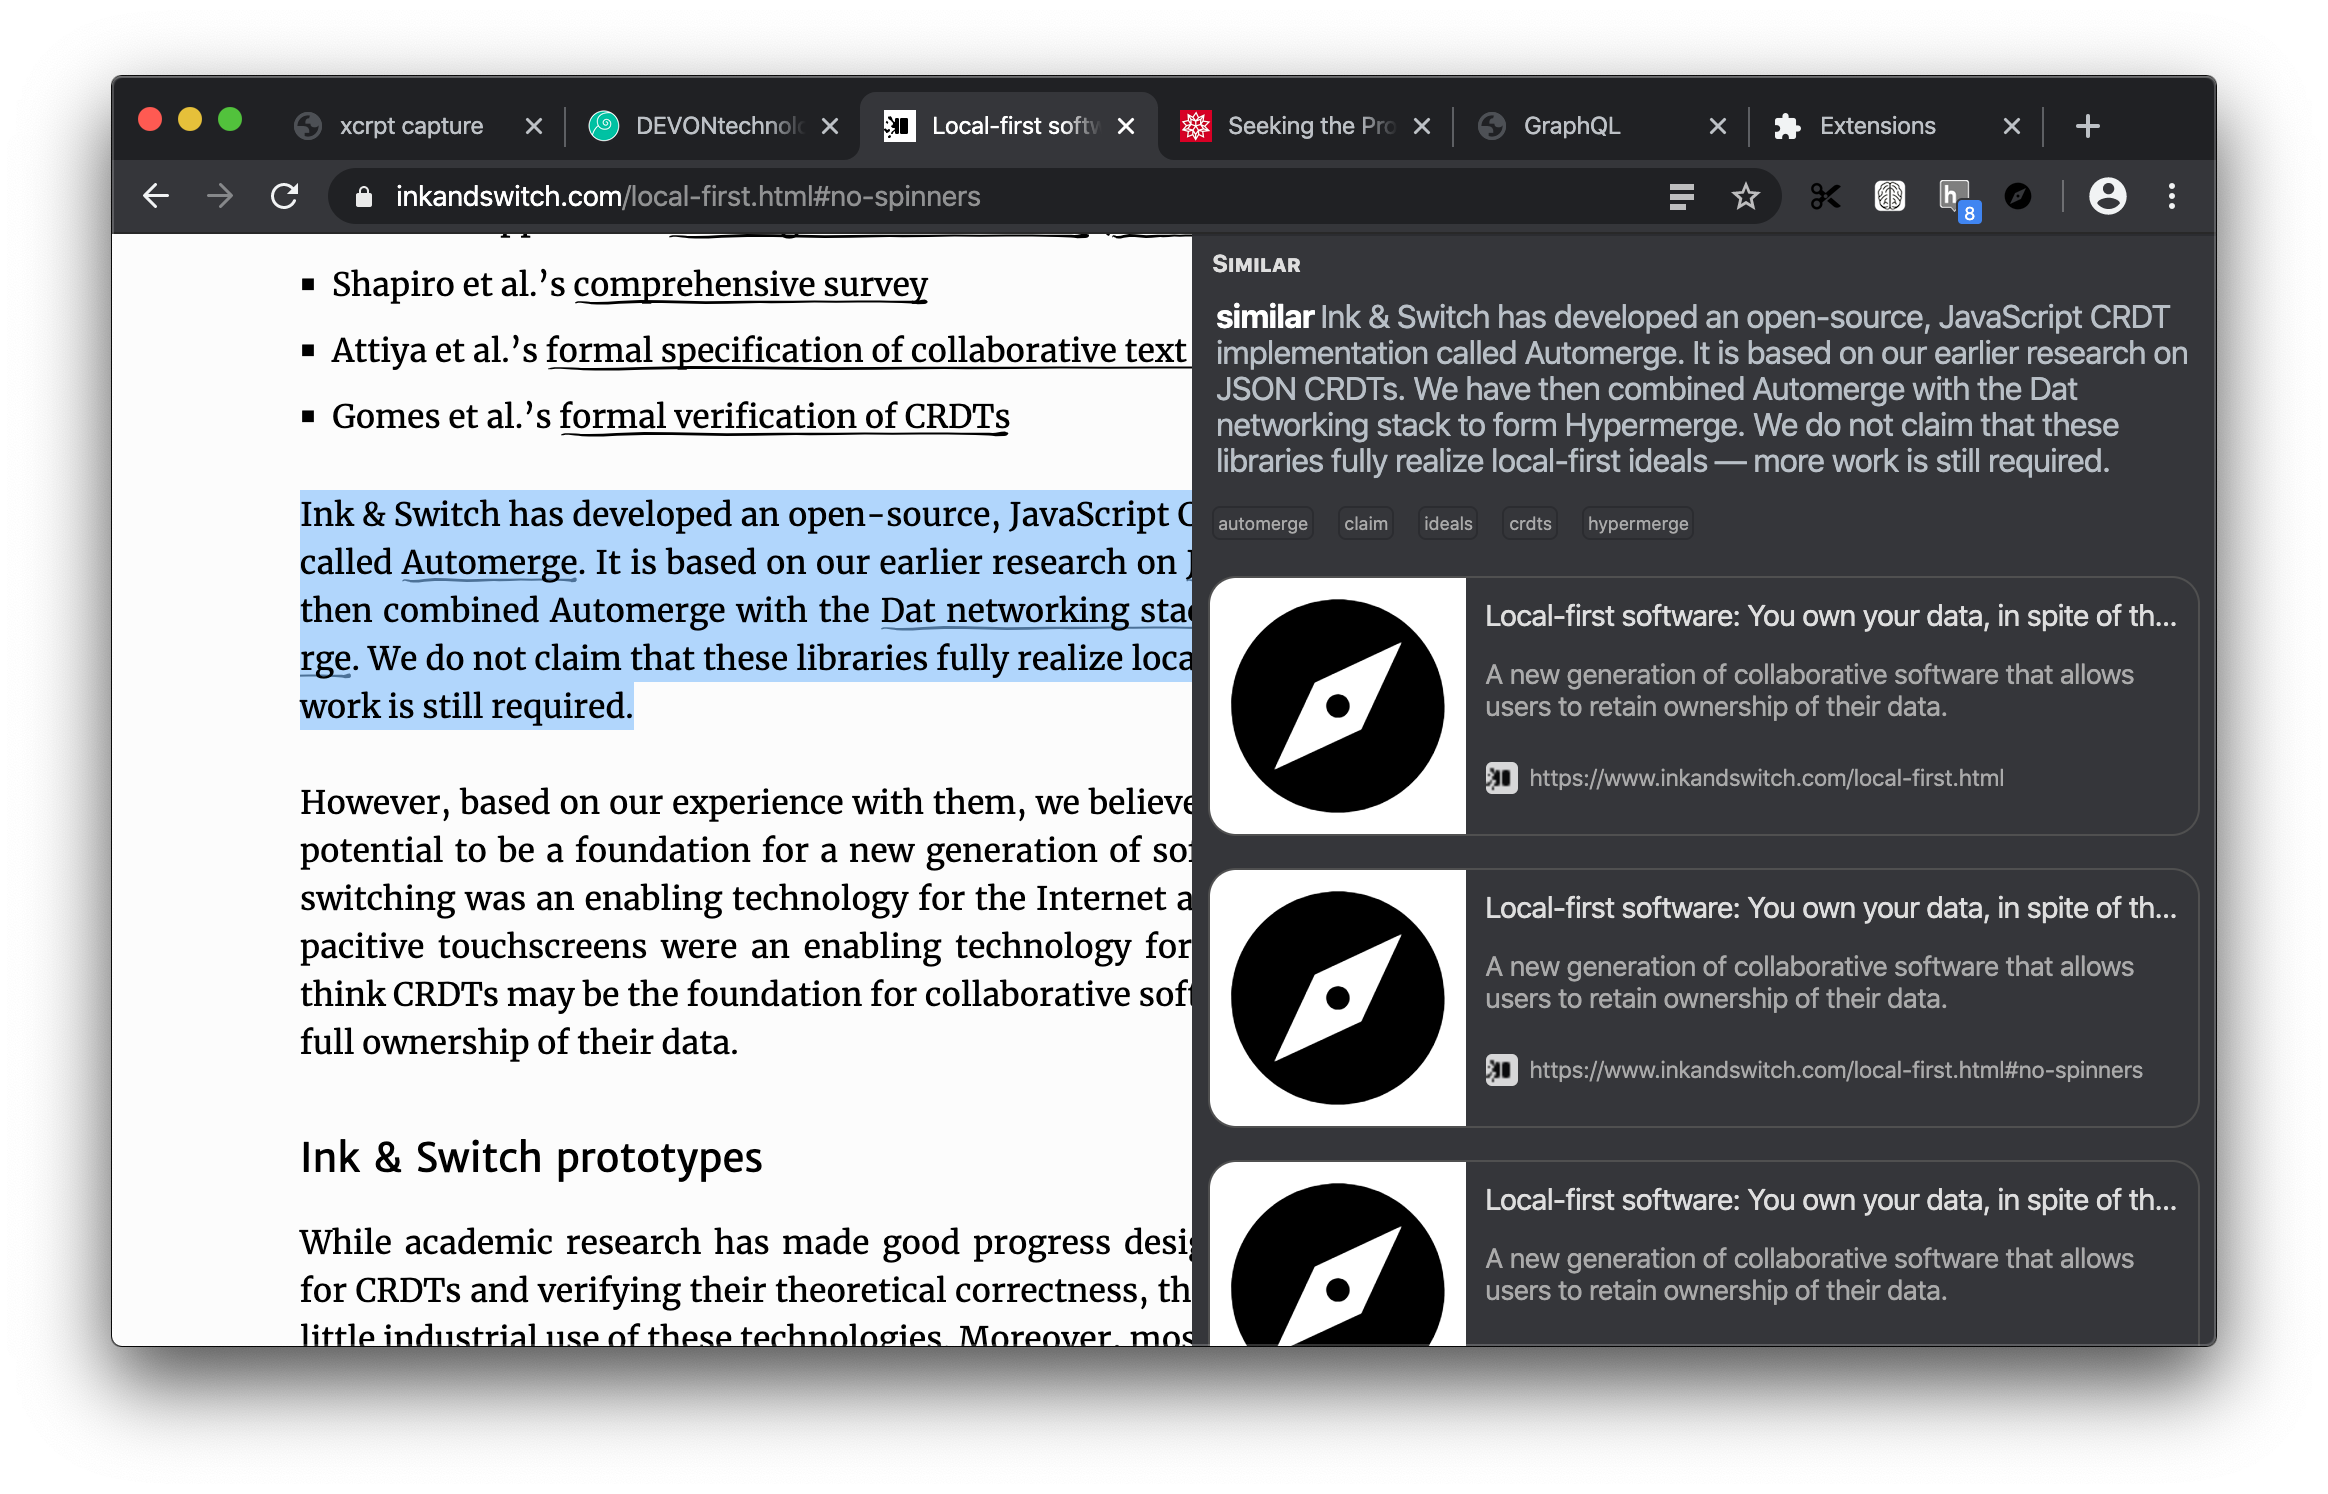 xcrpt capture
DEVONtechnolo
Local-first softw
Seeking the Pro
GraphQL
Extensions
inkandswitch.com/local-first.html#no-spinners
h
8
Shapiro et al.’s comprehensive survey
Attiya et al.’s formal specification of collaborative text
Gomes et al.’s formal verification of CRDTs
Ink & Switch has developed an open-source, JavaScript C
called Automerge. It is based on our earlier research on J
then combined Automerge with the Dat networking stac
rge. We do not claim that these libraries fully realize loca
work is still required.
However, based on our experience with them, we believe
potential to be a foundation for a new generation of sof
switching was an enabling technology for the Internet a
pacitive touchscreens were an enabling technology for
think CRDTs may be the foundation for collaborative soft
full ownership of their data.
Ink & Switch prototypes
While academic research has made good progress desig
for CRDTs and verifying their theoretical correctness, th
little industrial use of these technologies. Moreover, mos
SIMILAR
similar Ink & Switch has developed an open-source, JavaScript CRDT
implementation called Automerge. It is based on our earlier research on
JSON CRDTs. We have then combined Automerge with the Dat
networking stack to form Hypermerge. We do not claim that these
libraries fully realize local-first ideals — more work is still required.
automerge claim ideals crdts hypermerge
Local-first software: You own your data, in spite of th...
A new generation of collaborative software that allows
users to retain ownership of their data.
https://www.inkandswitch.com/local-first.html
Local-first software: You own your data, in spite of th...
A new generation of collaborative software that allows
users to retain ownership of their data.
https://www.inkandswitch.com/local-first.html#no-spinners
Local-first software: You own your data, in spite of th...
A new generation of collaborative software that allows
users to retain ownership of their data.